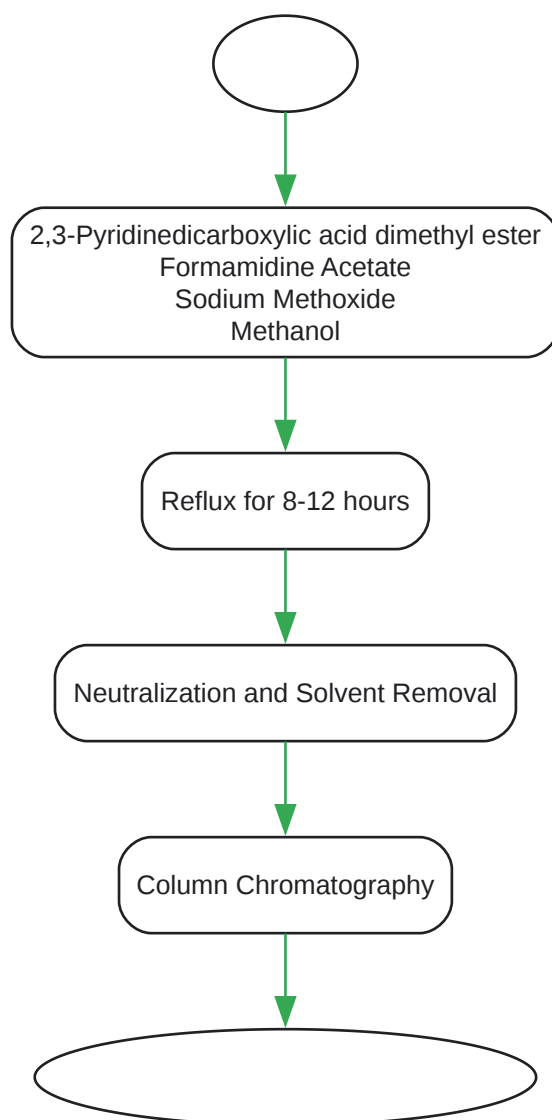 2,3-Pyridinedicarboxylic acid dimethyl ester
Formamidine Acetate
Sodium Methoxide
Methanol
Reflux for 8-12 hours
Neutralization and Solvent Removal
Column Chromatography